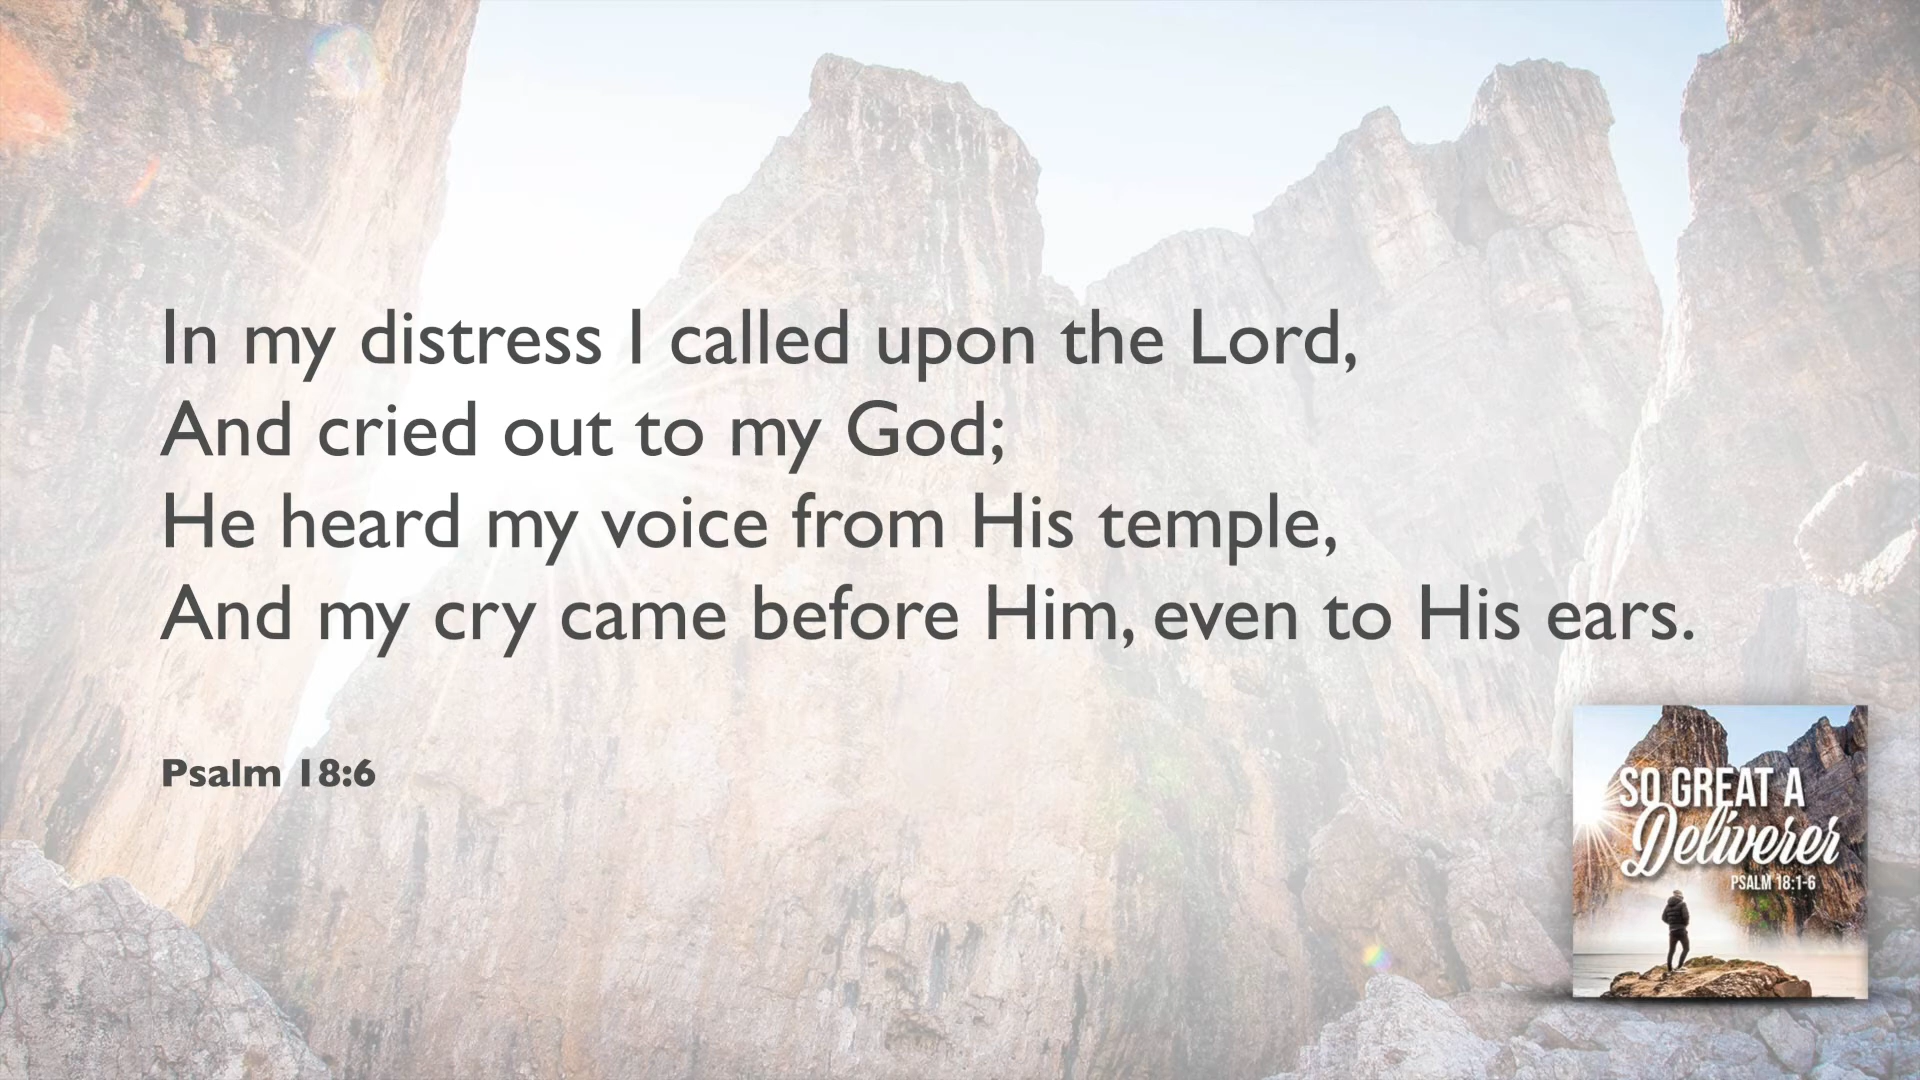 In my distress I called upon the Lord,
And cried out to my God;
He heard my voice from His temple,
And my cry came before Him, even to His ears.
Psalm 18:6
SO GREAT A
Deliverer
PSALM 18:1-6